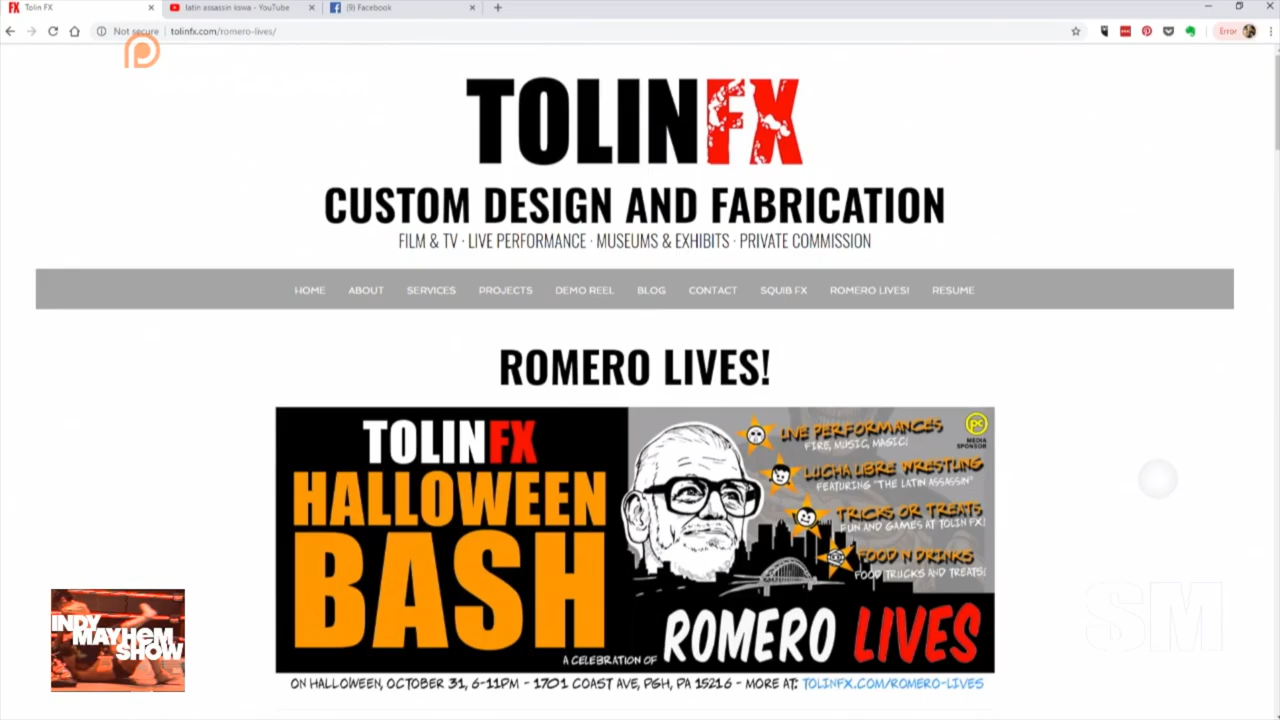 FX Tolin FX
latin assassin kswa - YouTube
(9) Facebook
Not secure
tolinfx.com/romero-lives/
Error
TOLINFX
CUSTOM DESIGN AND FABRICATION
FILM & TV · LIVE PERFORMANCE · MUSEUMS & EXHIBITS · PRIVATE COMMISSION
HOME ABOUT SERVICES PROJECTS DEMO REEL BLOG CONTACT SQUIB FX ROMERO LIVES! RESUME
ROMERO LIVES!
TOLINFX
HALLOWEEN
BASH
LIVE PERFORMANCES
FIRE, MUSIC, MAGIC!
LUCHA LIBRE WRESTLING
FEATURING "THE LATIN ASSASSIN"
TRICKS OR TREATS
FUN AND GAMES AT TOLIN FX!
FOOD N DRINKS
FOOD TRUCKS AND TREATS!
pc
MEDIA
SPONSOR
A CELEBRATION OF ROMERO LIVES
ON HALLOWEEN, OCTOBER 31, 6-11PM - 1701 COAST AVE, PGH, PA 15216 - MORE AT: TOLINFX.COM/ROMERO-LIVES
INDY
MAYHEM
SHOW
SM